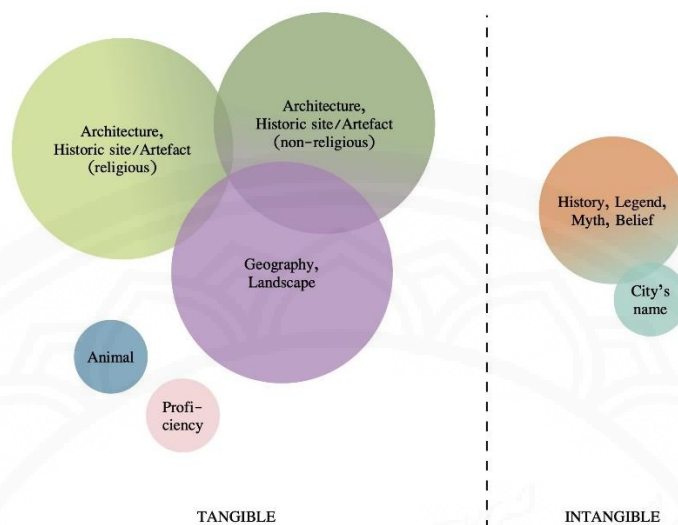 Architecture,
Historic site/Artefact
(religious)
Architecture,
Historic site/Artefact
(non-religious)
Geography,
Landscape
Animal
Profi-
ciency
History, Legend,
Myth, Belief
City's
name
TANGIBLE
INTANGIBLE